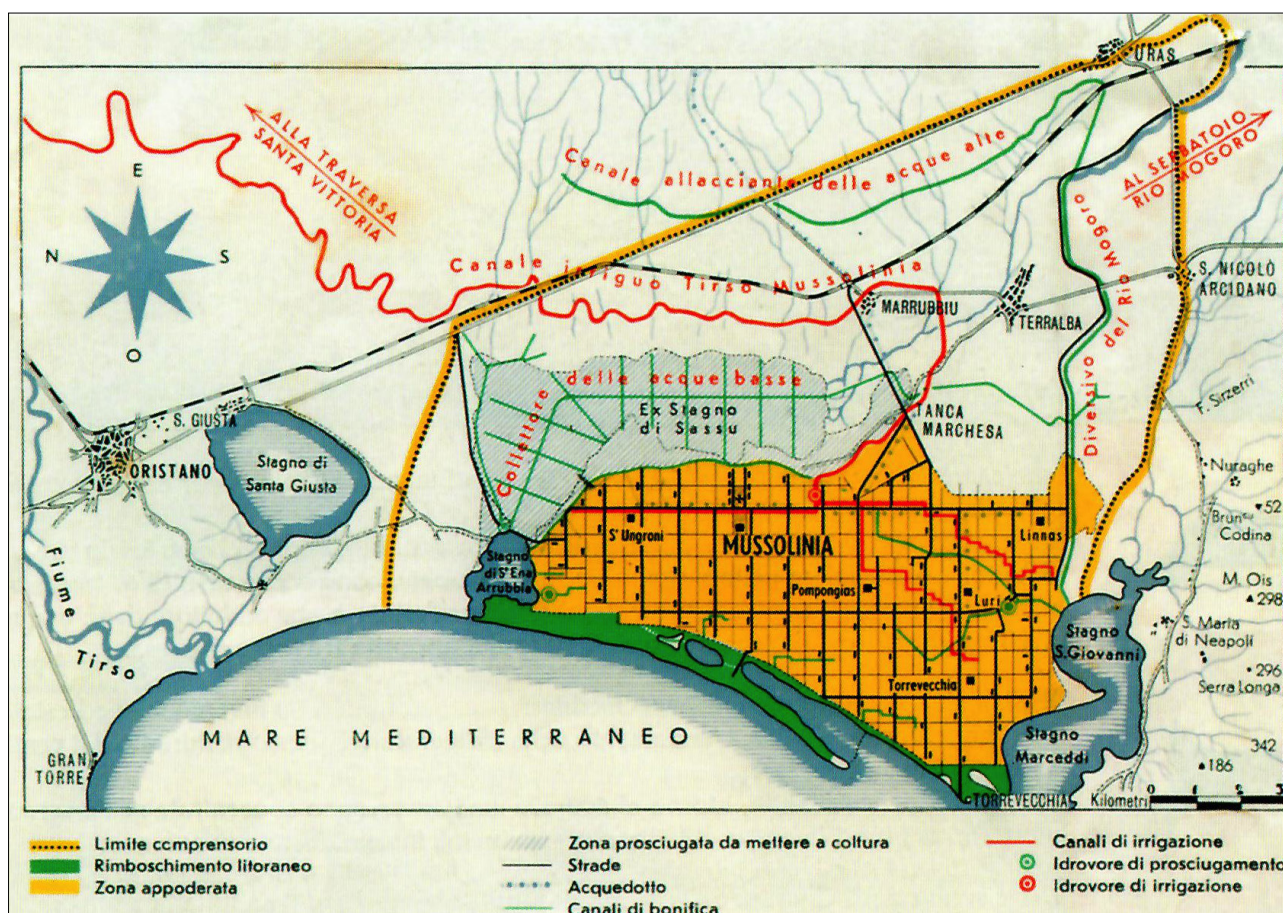 URAS
ALLA TRAVERSA
SANTA VITTORIA
Canale allacciante delle acque alte
AL SERBATOIO
RIO MOGORO
E
N
S
O
Canale irriguo Tirso Mussolinia
Diversivo del Rio Mogoro
S. NICOLÒ
ARCIDANO
MARRUBBIU
TERRALBA
Collettore delle acque basse
Ex Stagno
di Sassu
TANCA
MARCHESA
F. Sirzerri
S. GIUSTA
ORISTANO
Stagno di
Santa Giusta
Nuraghe
52
Codina
S' Ungroni
MUSSOLINIA
Linnas
Stagno
di S' Ena
Arrubbia
Pompongias
Luri
M. Ois
298
Fiume
Tirso
Stagno
S. Giovanni
S. Maria
di Neapoli
296
Serra Longa
Torrevecchia
MARE MEDITERRANEO
Stagno
Marceddi
342
186
GRAN
TORRE
TORREVECCHIA
Kilometri
0
3
Limite ccmprensorio
Rimboschimento litoraneo
Zona appoderata
Zona prosciugata da mettere a coltura
Strade
Acquedotto
Canali di bonifica
Canali di irrigazione
Idrovore di prosciugamento
Idrovore di irrigazione